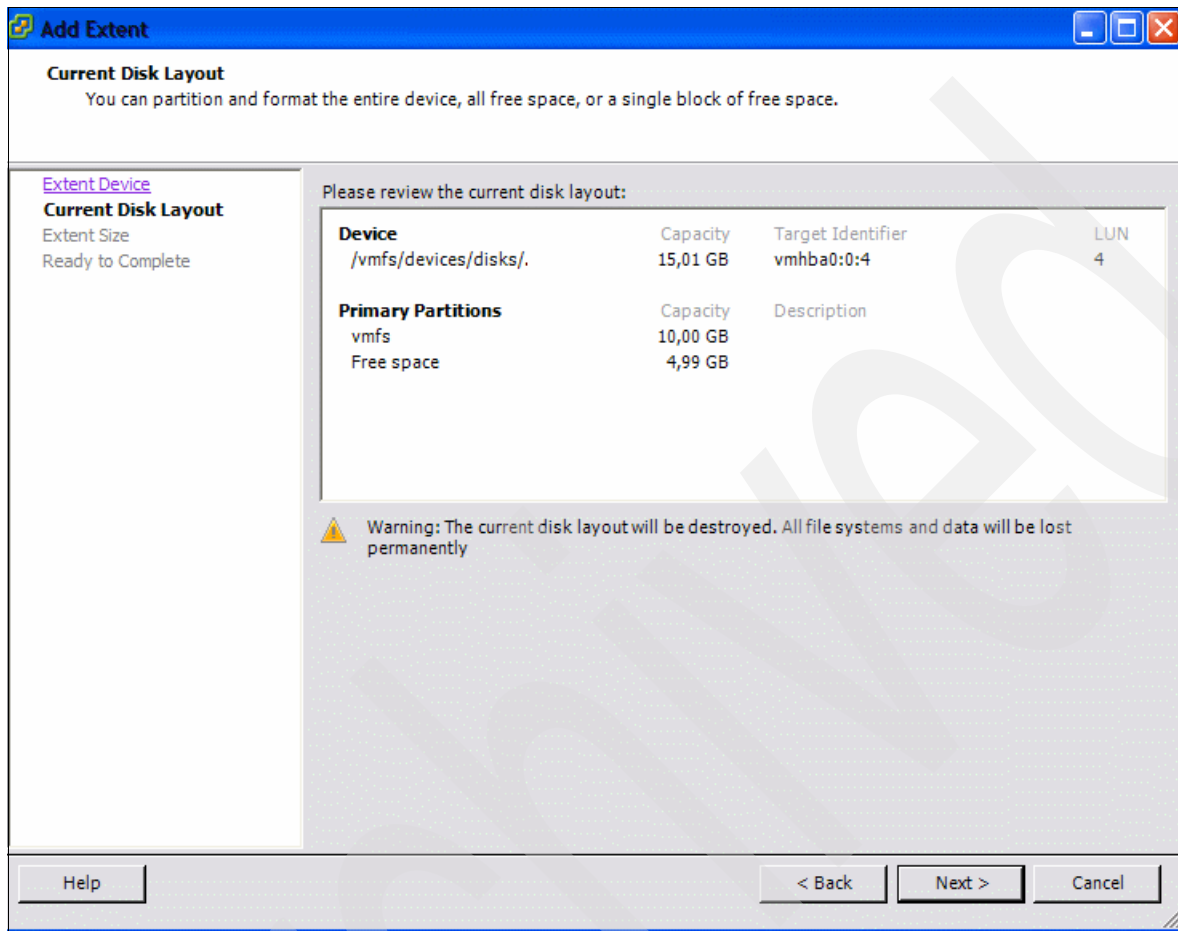 Add Extent
Current Disk Layout
You can partition and format the entire device, all free space, or a single block of free space.
Extent Device
Current Disk Layout
Extent Size
Ready to Complete
Please review the current disk layout:
Device Capacity Target Identifier LUN
/vmfs/devices/disks/. 15,01 GB vmhba0:0:4 4
Primary Partitions Capacity Description
vmfs 10,00 GB
Free space 4,99 GB
Warning: The current disk layout will be destroyed. All file systems and data will be lost
permanently
Help < Back Next > Cancel